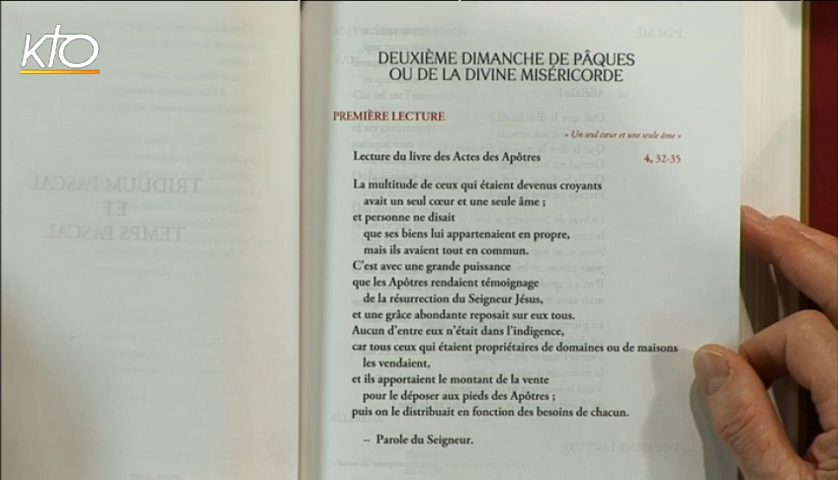 KTO
TRIDUUM PASCAL
ET
TEMPS PASCAL
DEUXIÈME DIMANCHE DE PÂQUES
OU DE LA DIVINE MISÉRICORDE
PREMIÈRE LECTURE
« Un seul cœur et une seule âme »
Lecture du livre des Actes des Apôtres 4, 32-35
La multitude de ceux qui étaient devenus croyants
avait un seul cœur et une seule âme ;
et personne ne disait
que ses biens lui appartenaient en propre,
mais ils avaient tout en commun.
C'est avec une grande puissance
que les Apôtres rendaient témoignage
de la résurrection du Seigneur Jésus,
et une grâce abondante reposait sur eux tous.
Aucun d'entre eux n'était dans l'indigence,
car tous ceux qui étaient propriétaires de domaines ou de maisons
les vendaient,
et ils apportaient le montant de la vente
pour le déposer aux pieds des Apôtres ;
puis on le distribuait en fonction des besoins de chacun.
– Parole du Seigneur.